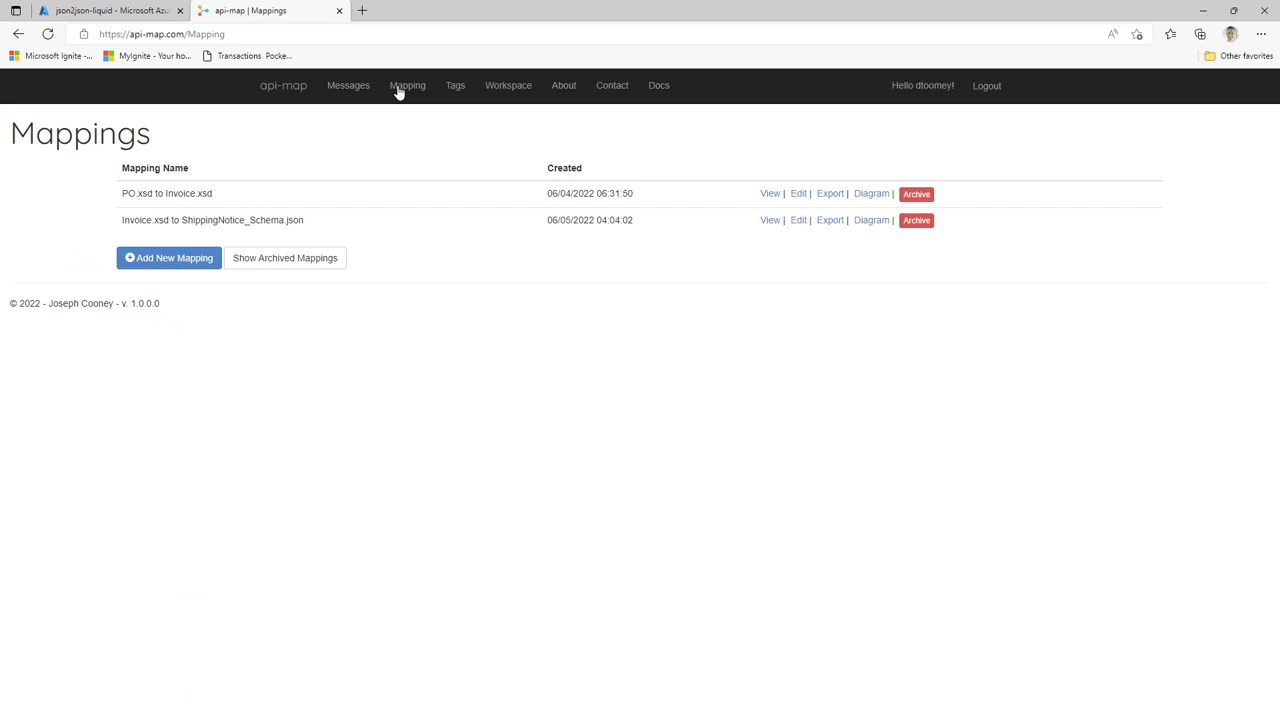 json2json-liquid - Microsoft Azu
api-map | Mappings
https://api-map.com/Mapping
Microsoft Ignite -...
MyIgnite - Your ho...
Transactions Pocke...
Other favorites
api-map Messages Mapping Tags Workspace About Contact Docs Hello dtoomey! Logout
Mappings
Mapping Name Created
PO.xsd to Invoice.xsd 06/04/2022 06:31:50 View | Edit | Export | Diagram | Archive
Invoice.xsd to ShippingNotice_Schema.json 06/05/2022 04:04:02 View | Edit | Export | Diagram | Archive
Add New Mapping Show Archived Mappings
© 2022 - Joseph Cooney - v. 1.0.0.0